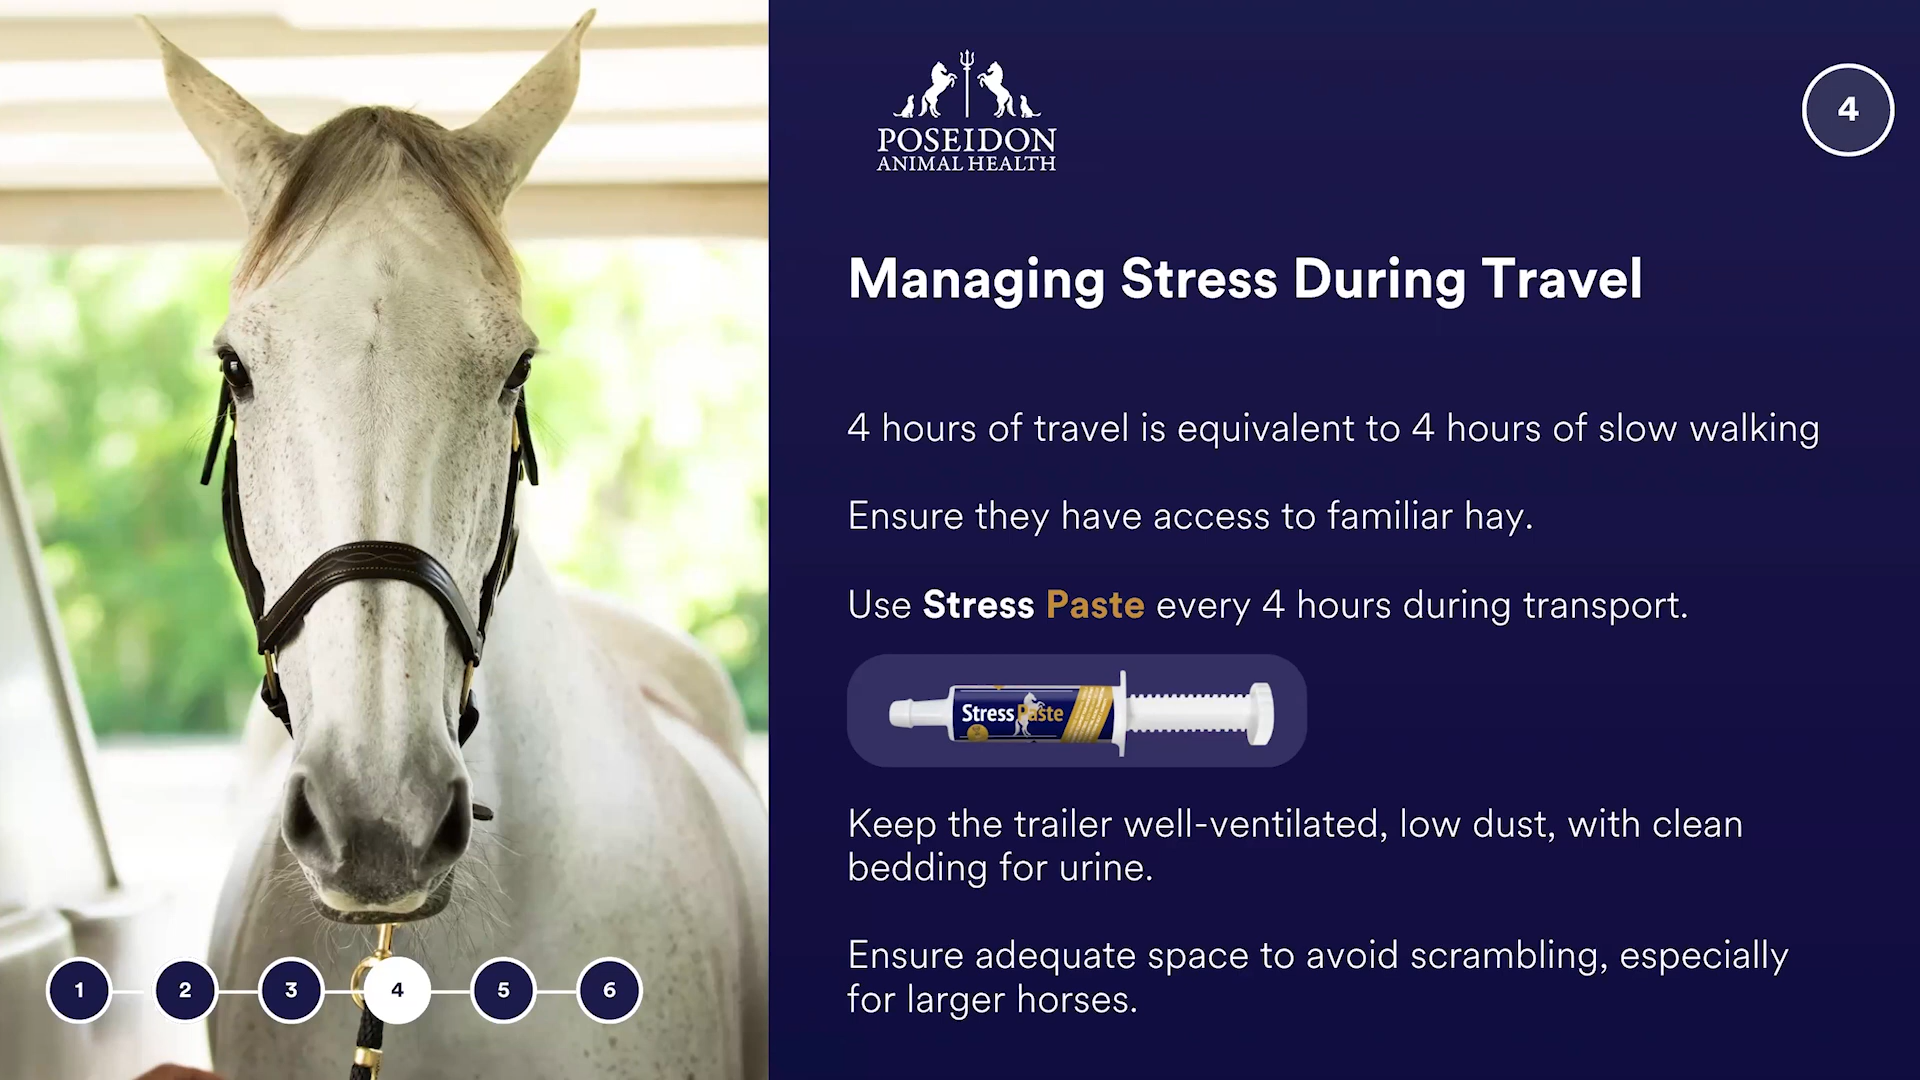 POSEIDON
ANIMAL HEALTH
4
Managing Stress During Travel
4 hours of travel is equivalent to 4 hours of slow walking
Ensure they have access to familiar hay.
Use Stress Paste every 4 hours during transport.
Stress Paste
Keep the trailer well-ventilated, low dust, with clean
bedding for urine.
Ensure adequate space to avoid scrambling, especially
for larger horses.
1 2 3 4 5 6